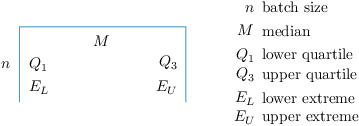 M
n
Q₁ Q₃
E_L E_U
n batch size
M median
Q₁ lower quartile
Q₃ upper quartile
E_L lower extreme
E_U upper extreme